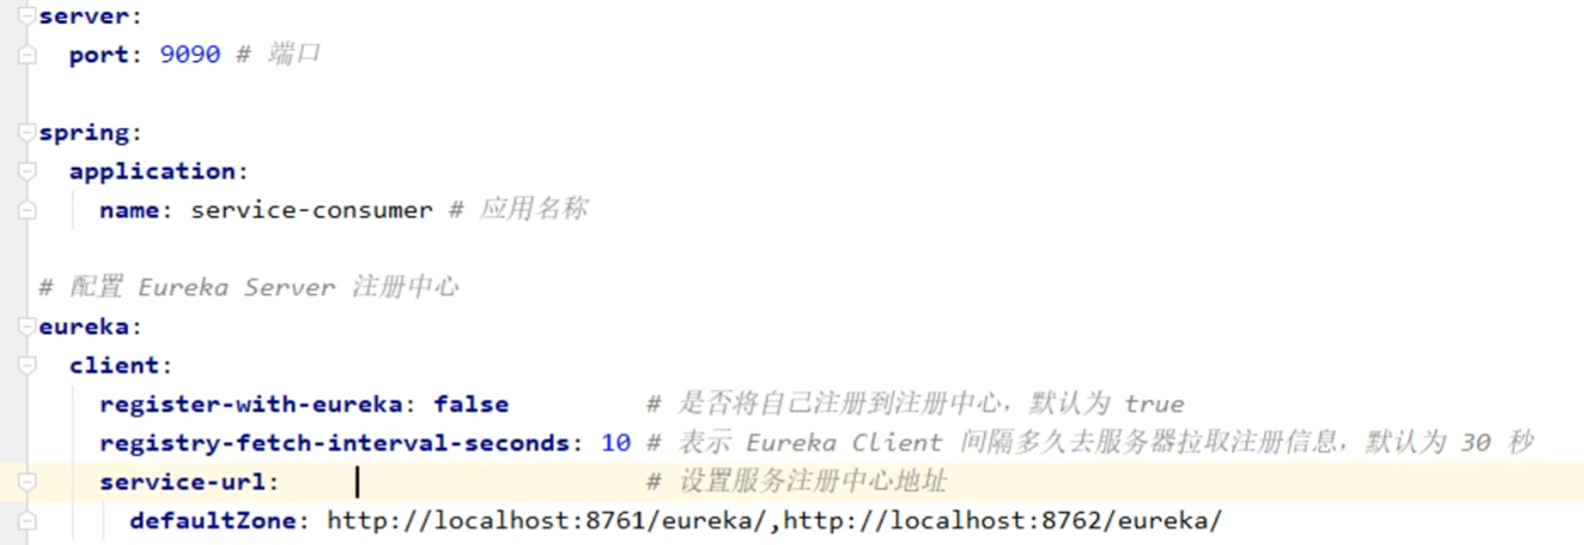 server:
  port: 9090 # 端口
spring:
  application:
    name: service-consumer # 应用名称
# 配置 Eureka Server 注册中心
eureka:
  client:
    register-with-eureka: false         # 是否将自己注册到注册中心，默认为 true
    registry-fetch-interval-seconds: 10 # 表示 Eureka Client 间隔多久去服务器拉取注册信息，默认为 30 秒
    service-url:                        # 设置服务注册中心地址
      defaultZone: http://localhost:8761/eureka/,http://localhost:8762/eureka/